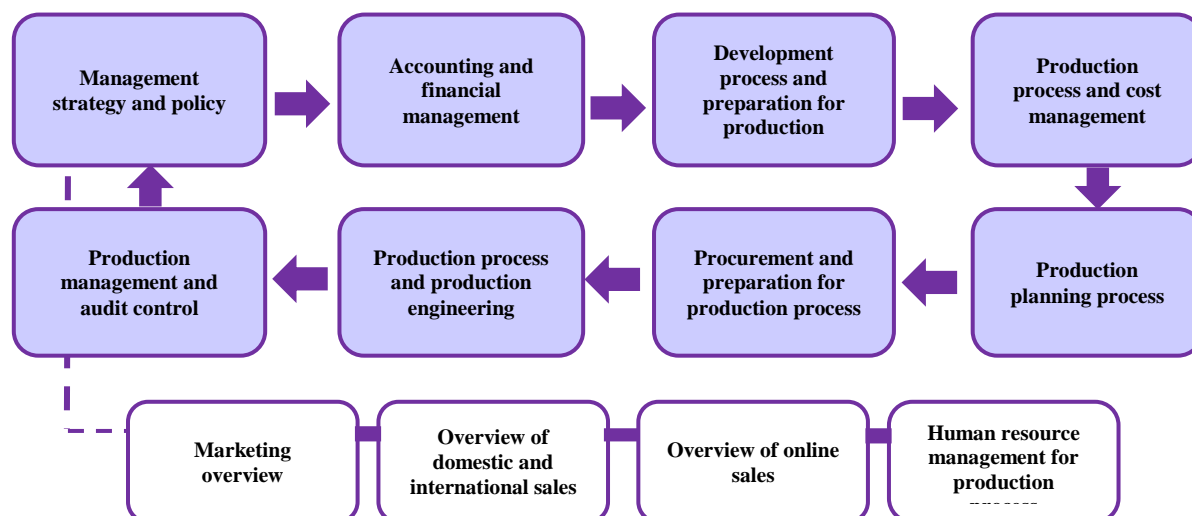 Management
strategy and policy
Accounting and
financial
management
Development
process and
preparation for
production
Production
process and cost
management
Production
management and
audit control
Production process
and production
engineering
Procurement and
preparation for
production process
Production
planning process
Marketing
overview
Overview of
domestic and
international sales
Overview of online
sales
Human resource
management for
production
process